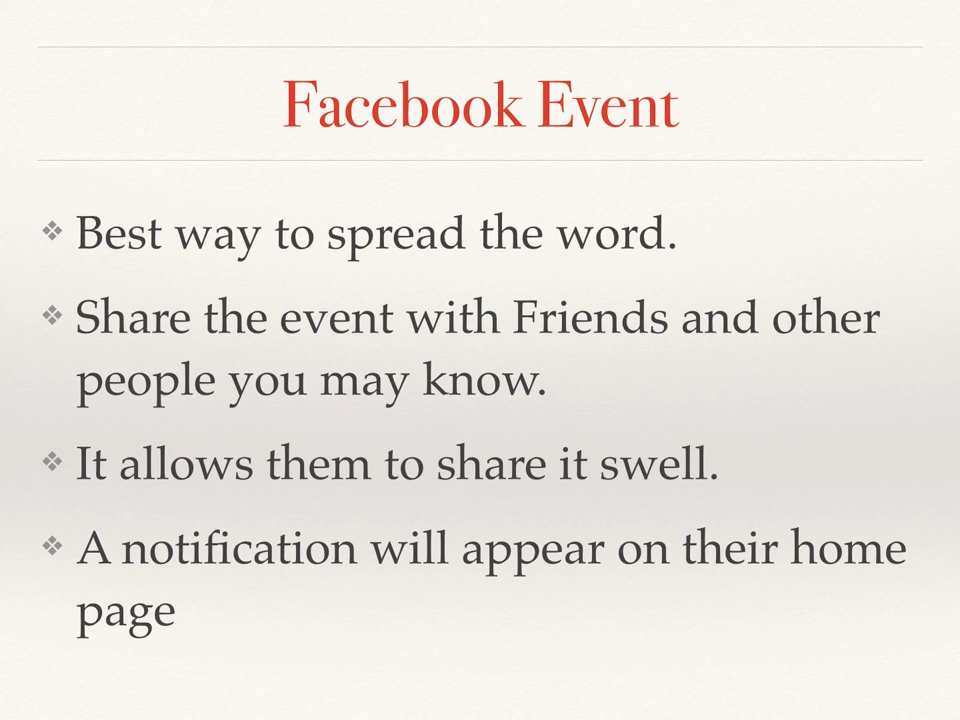 Facebook Event
❖ Best way to spread the word.
❖ Share the event with Friends and other
people you may know.
❖ It allows them to share it swell.
❖ A notification will appear on their home
page